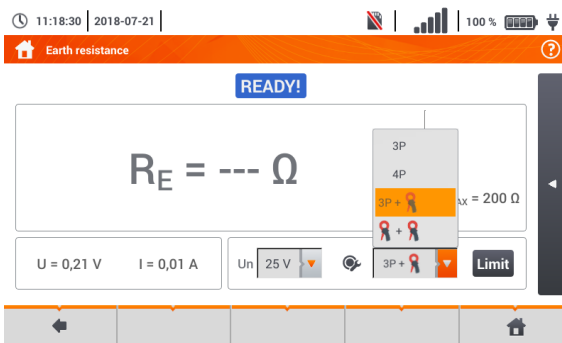 11:18:30 2018-07-21 100 %
Earth resistance ?
READY!
RE = --- Ω
3P
4P
3P +
+
AX = 200 Ω
U = 0,21 V I = 0,01 A Un 25 V 3P + Limit